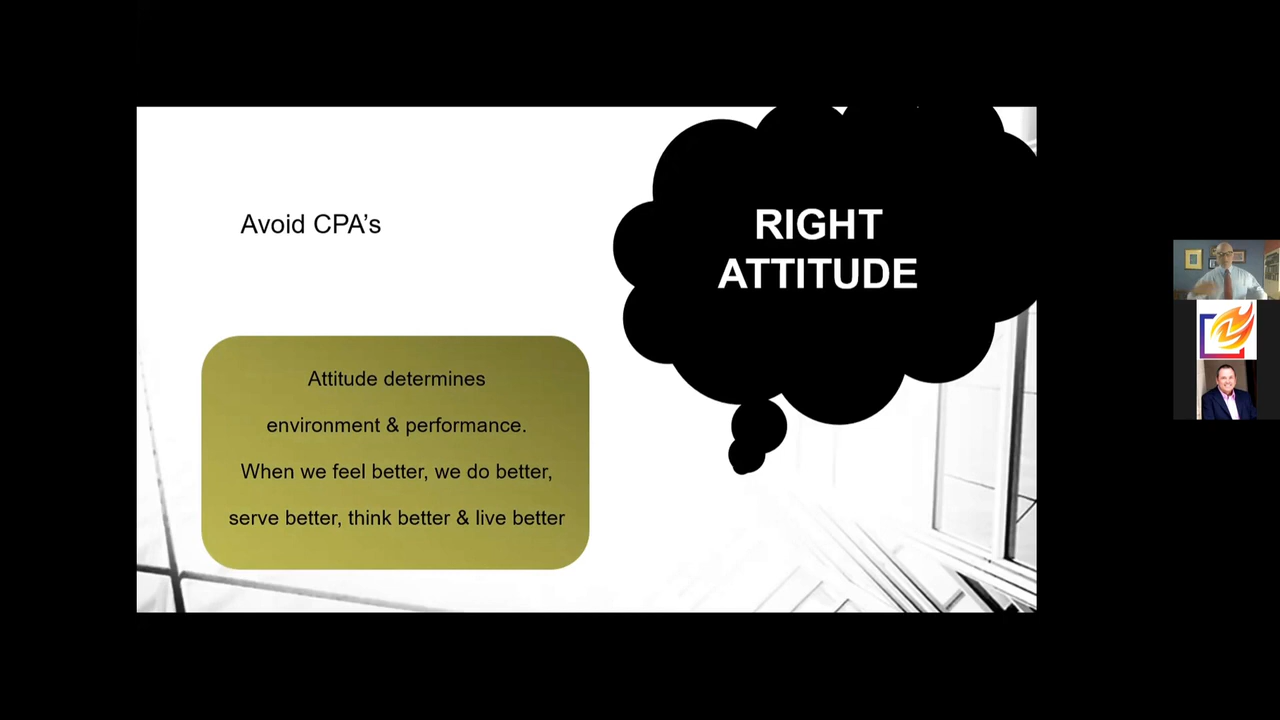 Avoid CPA’s
RIGHT
ATTITUDE
Attitude determines
environment & performance.
When we feel better, we do better,
serve better, think better & live better